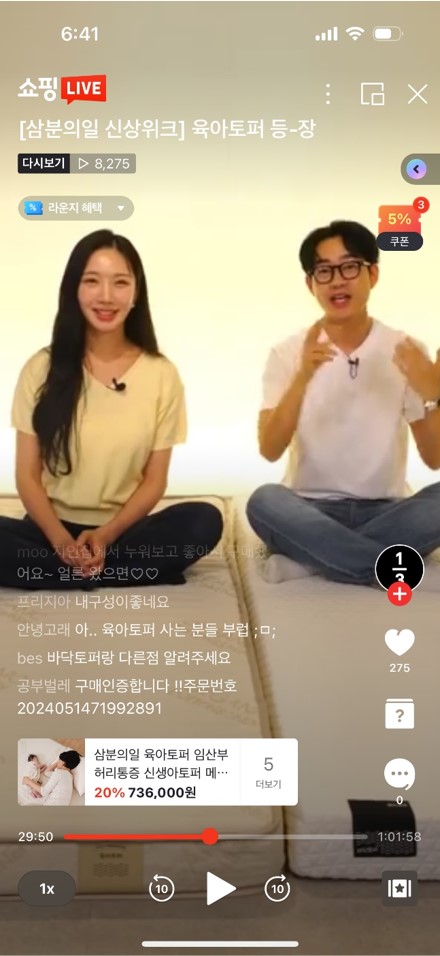 6:41
쇼핑 LIVE
[삼분의일 신상위크] 육아토퍼 등-장
다시보기 ▷ 8,275
라운지 혜택
3
5%
쿠폰
moo 지인집에서 누워보고 좋아서
어요~ 얼른 왔으면♡♡
프리지아 내구성이좋네요
안녕고래 아.. 육아토퍼 사는 분들 부럽 ;ㅁ;
bes 바닥토퍼랑 다른점 알려주세요
공부벌레 구매인증합니다 !!주문번호
2024051471992891
1
3
275
?
0
삼분의일 육아토퍼 임산부
허리통증 신생아토퍼 메…
20% 736,000원
5
더보기
29:50
1:01:58
1x
10
10